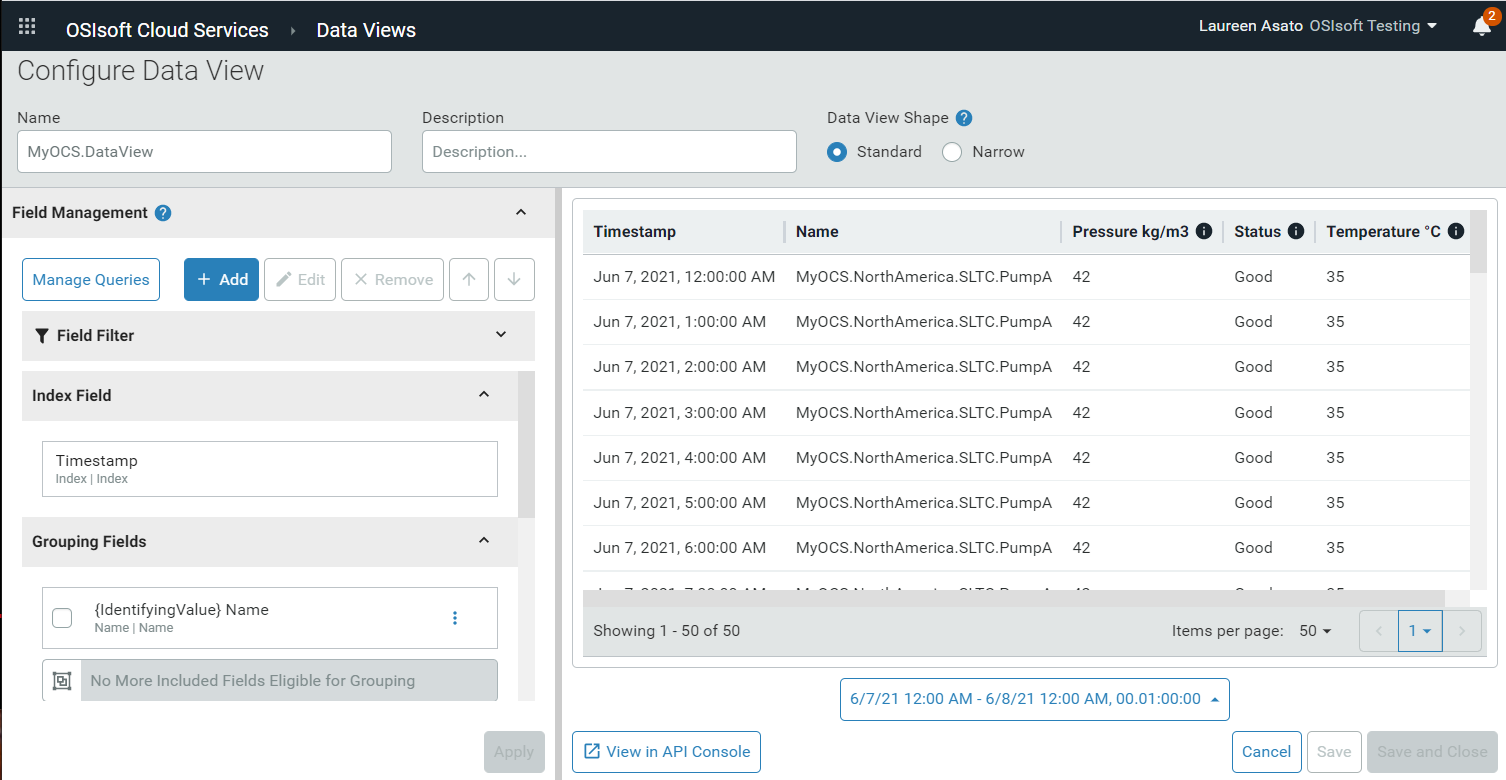 OSIsoft Cloud Services › Data Views
Laureen Asato OSIsoft Testing
2
Configure Data View
Name
MyOCS.DataView
Description
Description...
Data View Shape ?
Standard
Narrow
Field Management ?
Manage Queries
+ Add
Edit
Remove
Field Filter
Index Field
Timestamp
Index | Index
Grouping Fields
{IdentifyingValue} Name
Name | Name
No More Included Fields Eligible for Grouping
Apply
Timestamp Name Pressure kg/m3 Status Temperature °C
Jun 7, 2021, 12:00:00 AM MyOCS.NorthAmerica.SLTC.PumpA 42 Good 35
Jun 7, 2021, 1:00:00 AM MyOCS.NorthAmerica.SLTC.PumpA 42 Good 35
Jun 7, 2021, 2:00:00 AM MyOCS.NorthAmerica.SLTC.PumpA 42 Good 35
Jun 7, 2021, 3:00:00 AM MyOCS.NorthAmerica.SLTC.PumpA 42 Good 35
Jun 7, 2021, 4:00:00 AM MyOCS.NorthAmerica.SLTC.PumpA 42 Good 35
Jun 7, 2021, 5:00:00 AM MyOCS.NorthAmerica.SLTC.PumpA 42 Good 35
Jun 7, 2021, 6:00:00 AM MyOCS.NorthAmerica.SLTC.PumpA 42 Good 35
Showing 1 - 50 of 50
Items per page: 50
1
6/7/21 12:00 AM - 6/8/21 12:00 AM, 00.01:00:00
View in API Console
Cancel
Save
Save and Close